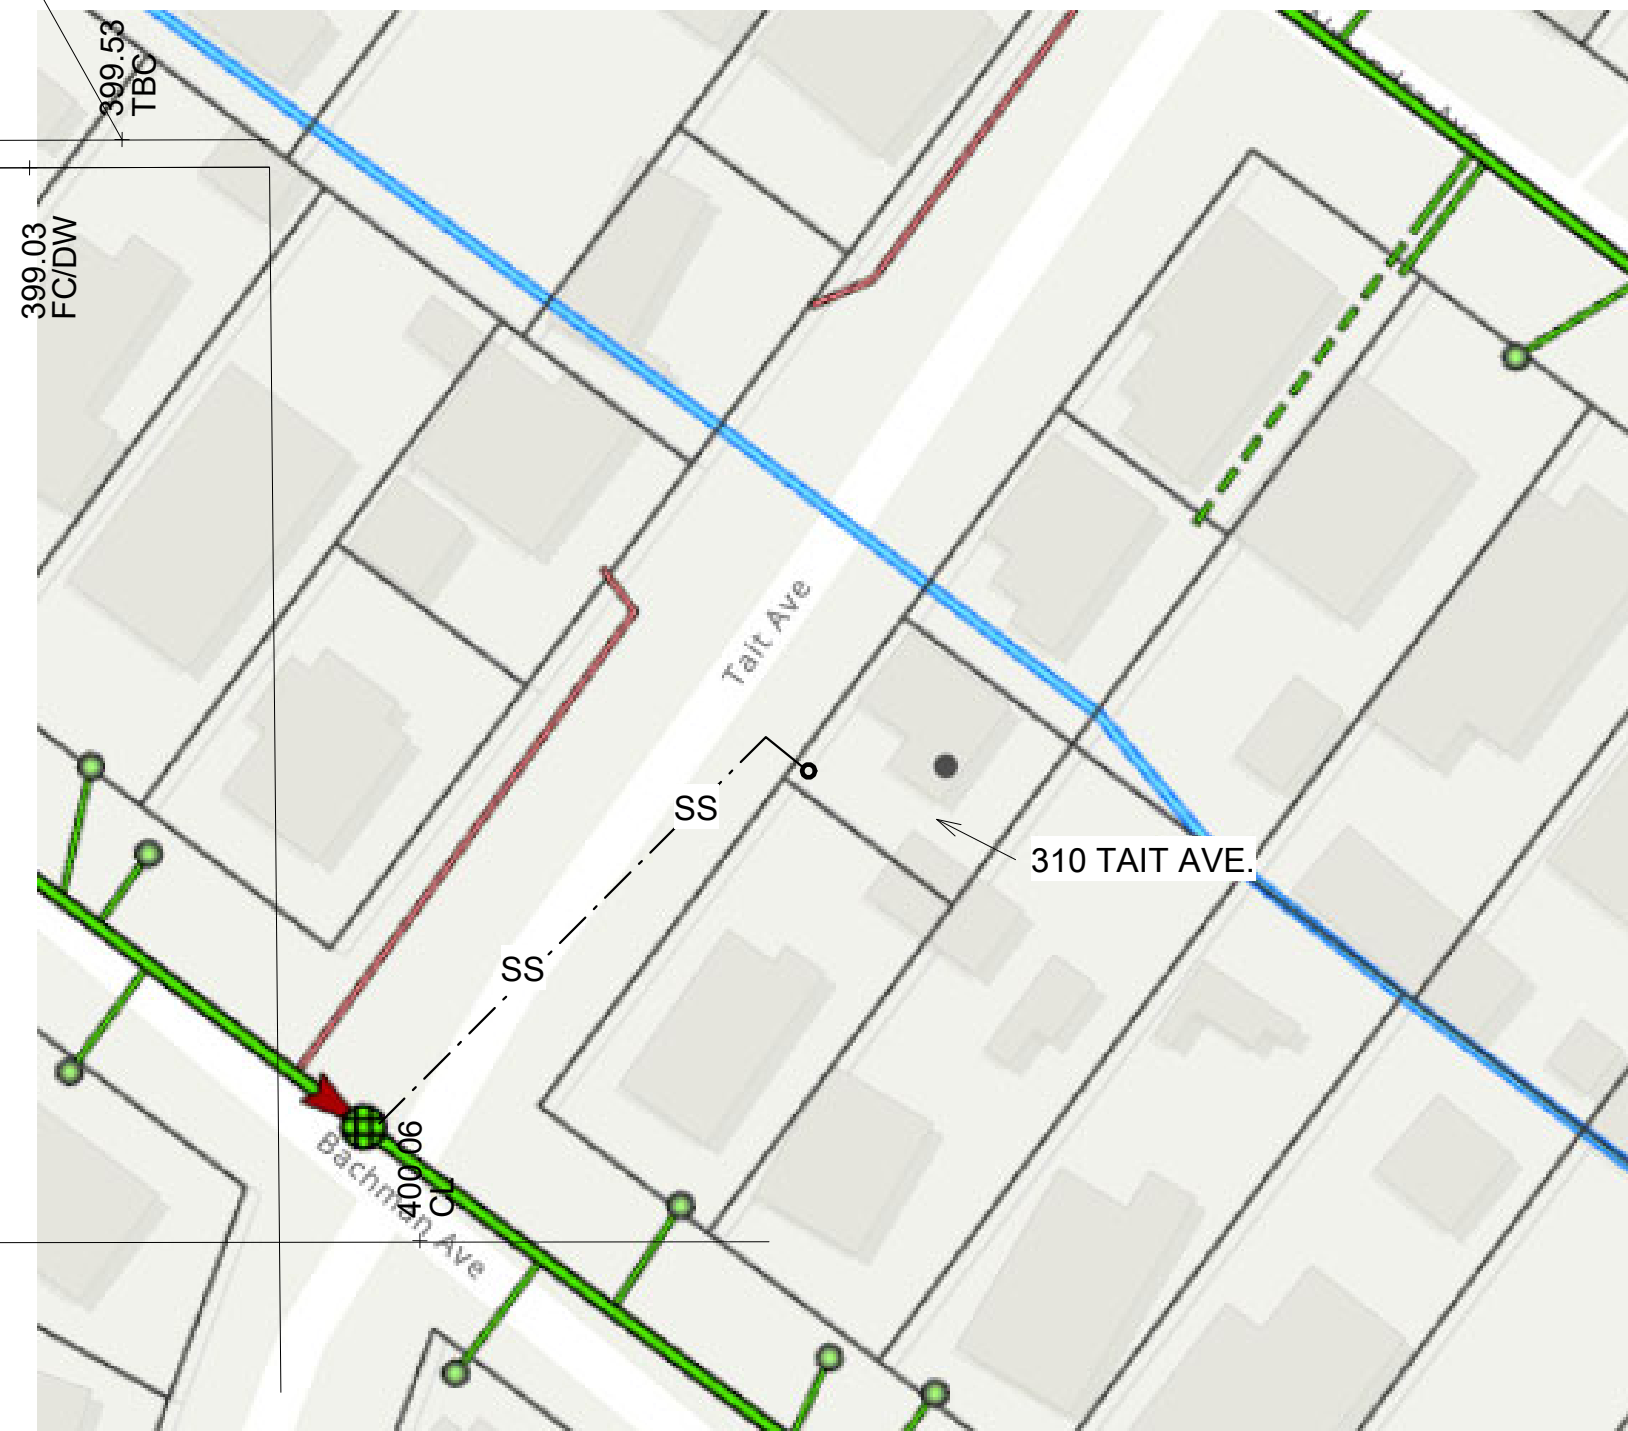 399.53
TBC
399.03
FC/DW
Tait Ave
SS
310 TAIT AVE.
SS
400.06
CL
Bachman Ave